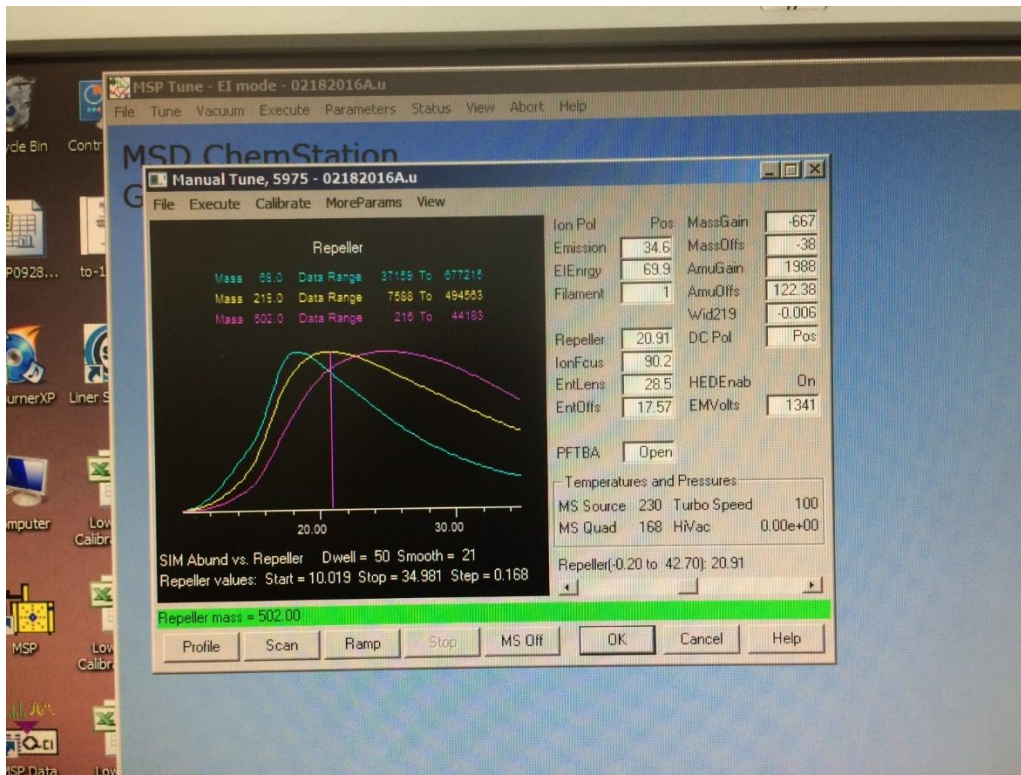 MSP Tune - EI mode - 02182016A.u
File Tune Vacuum Execute Parameters Status View Abort Help
MSD ChemStation
Manual Tune, 5975 - 02182016A.u
File Execute Calibrate MoreParams View
Repeller
Mass 69.0 Data Range 37159 To 677215
Mass 219.0 Data Range 7588 To 494563
Mass 502.0 Data Range 216 To 44183
20.00 30.00
SIM Abund vs. Repeller Dwell = 50 Smooth = 21
Repeller values: Start = 10.019 Stop = 34.981 Step = 0.168
Ion Pol Pos MassGain -667
Emission 34.6 MassOffs -38
ElEnrgy 69.9 AmuGain 1988
Filament 1 AmuOffs 122.38
Wid219 -0.006
Repeller 20.91 DC Pol Pos
IonFcus 90.2
EntLens 28.5 HEDEnab On
EntOffs 17.57 EMVolts 1341
PFTBA Open
Temperatures and Pressures
MS Source 230 Turbo Speed 100
MS Quad 168 HiVac 0.00e+00
Repeller(-0.20 to 42.70): 20.91
Repeller mass = 502.00
Profile Scan Ramp Stop MS Off OK Cancel Help
Bin
Contr
P0928...
to-1
urnerXP
Liner S
mputer
Low
Calibr
MSP
Low
Calibr
MSP Data
Low